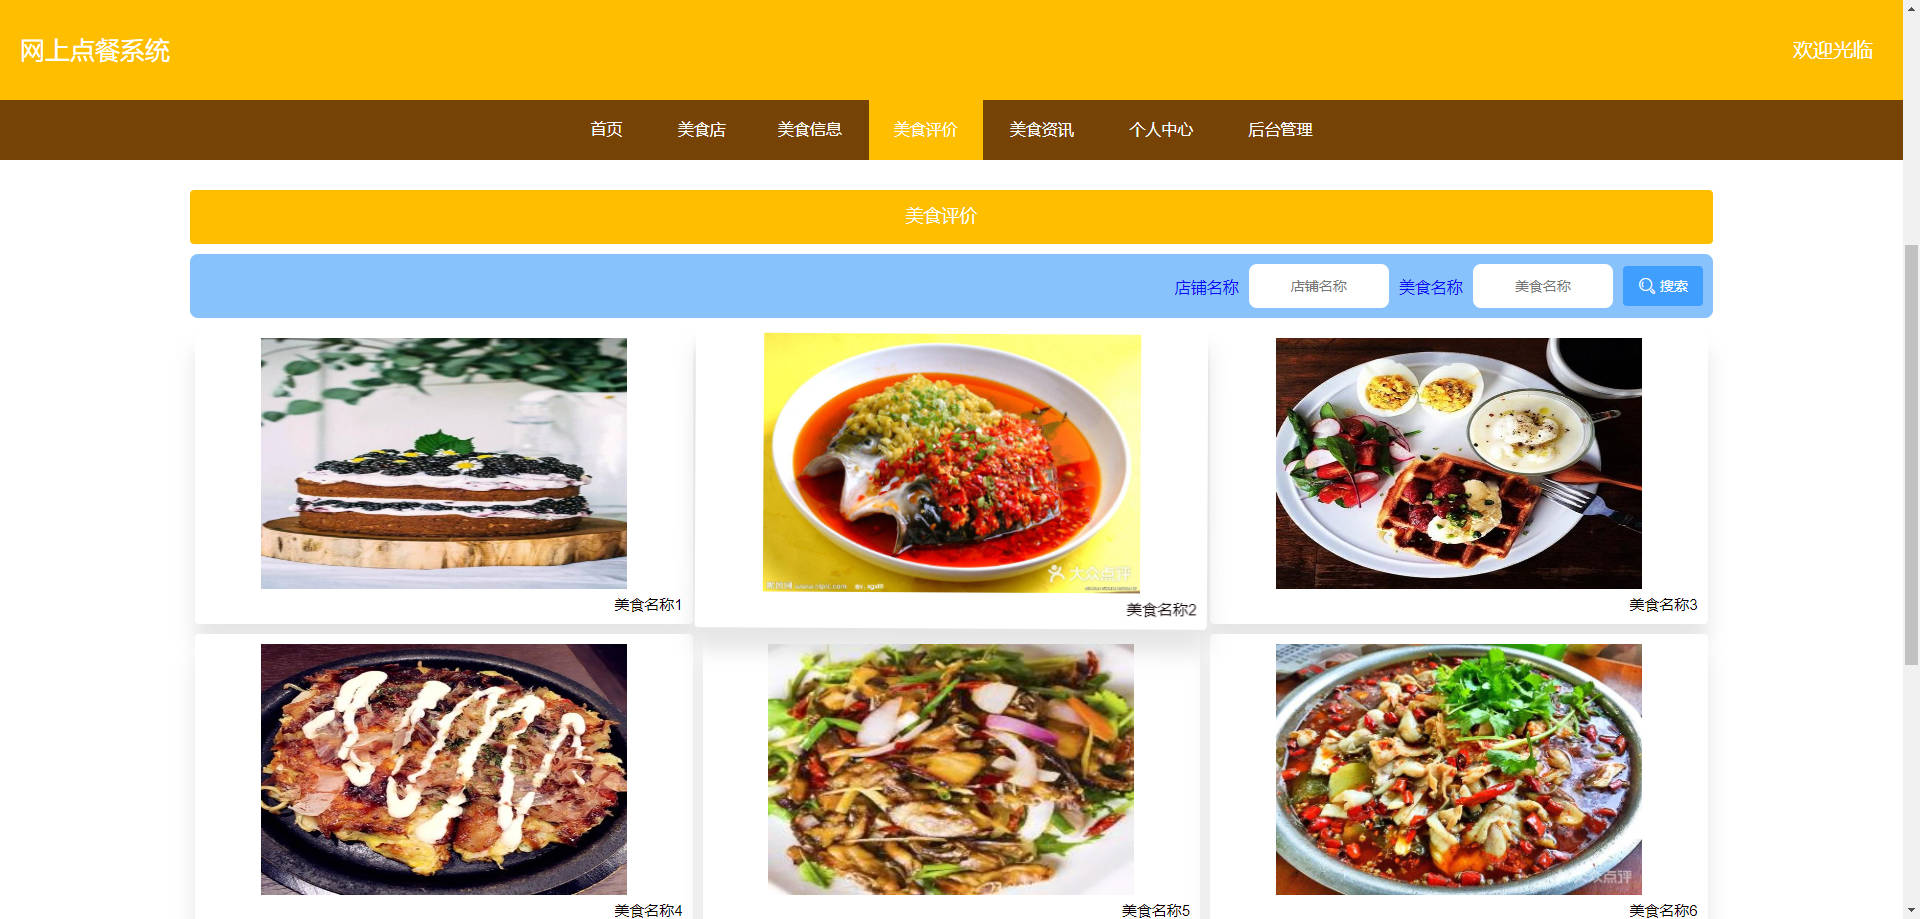 网上点餐系统
欢迎光临
首页 美食店 美食信息 美食评价 美食资讯 个人中心 后台管理
美食评价
店铺名称 店铺名称 美食名称 美食名称 搜索
大众点评
美食名称1
美食名称2
美食名称3
点评
美食名称4
美食名称5
美食名称6